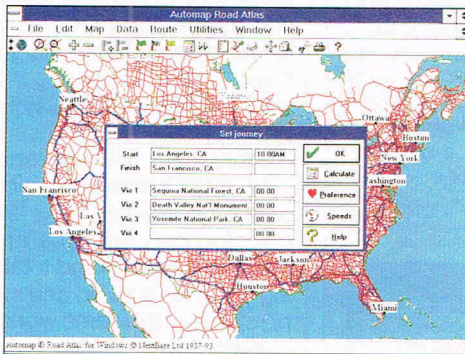 Automap Road Atlas
File Edit Map Data Route Utilities Window Help
Seattle
Ottawa
Boston
New York
Washington
San Francisco
Los Angeles
Dallas
Jackson
Houston
Miami
Set journey
Start Los Angeles, CA 10:00AM OK
Finish San Francisco, CA Calculate
Via 1 Sequoia National Forest, CA 00:00 Preference
Via 2 Death Valley Nat'l Monument, 00:00
Via 3 Yosemite National Park, CA 00:00 Speeds
Via 4 00:00 Help
Automap ® Road Atlas for Windows © NextBase Ltd 1987-93